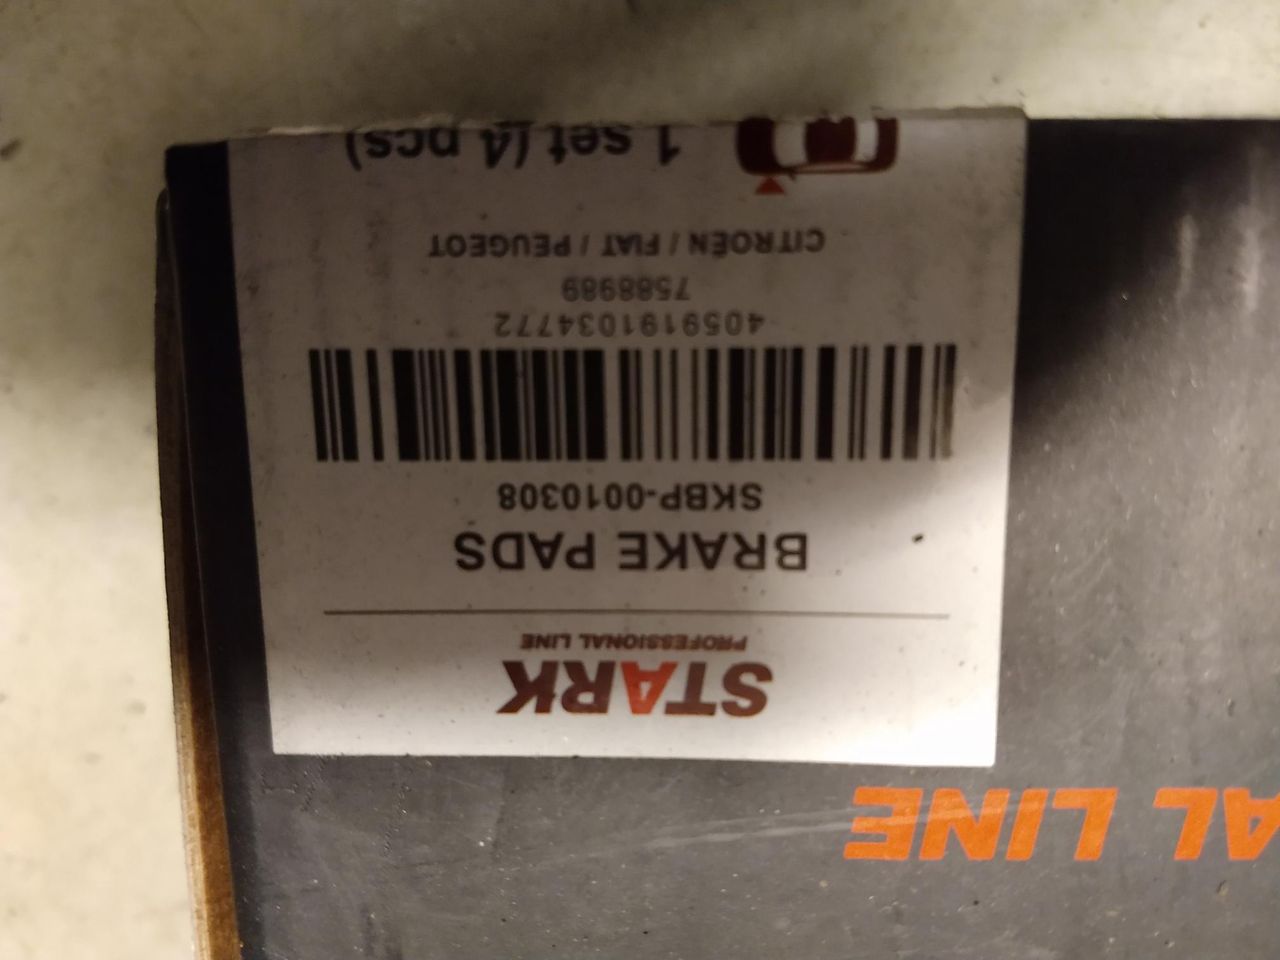 STARK
PROFESSIONAL LINE
BRAKE PADS
SKBP-0010308
4059191034772
7588989
CITROËN / FIAT / PEUGEOT
1 set (4 pcs)
AL LINE